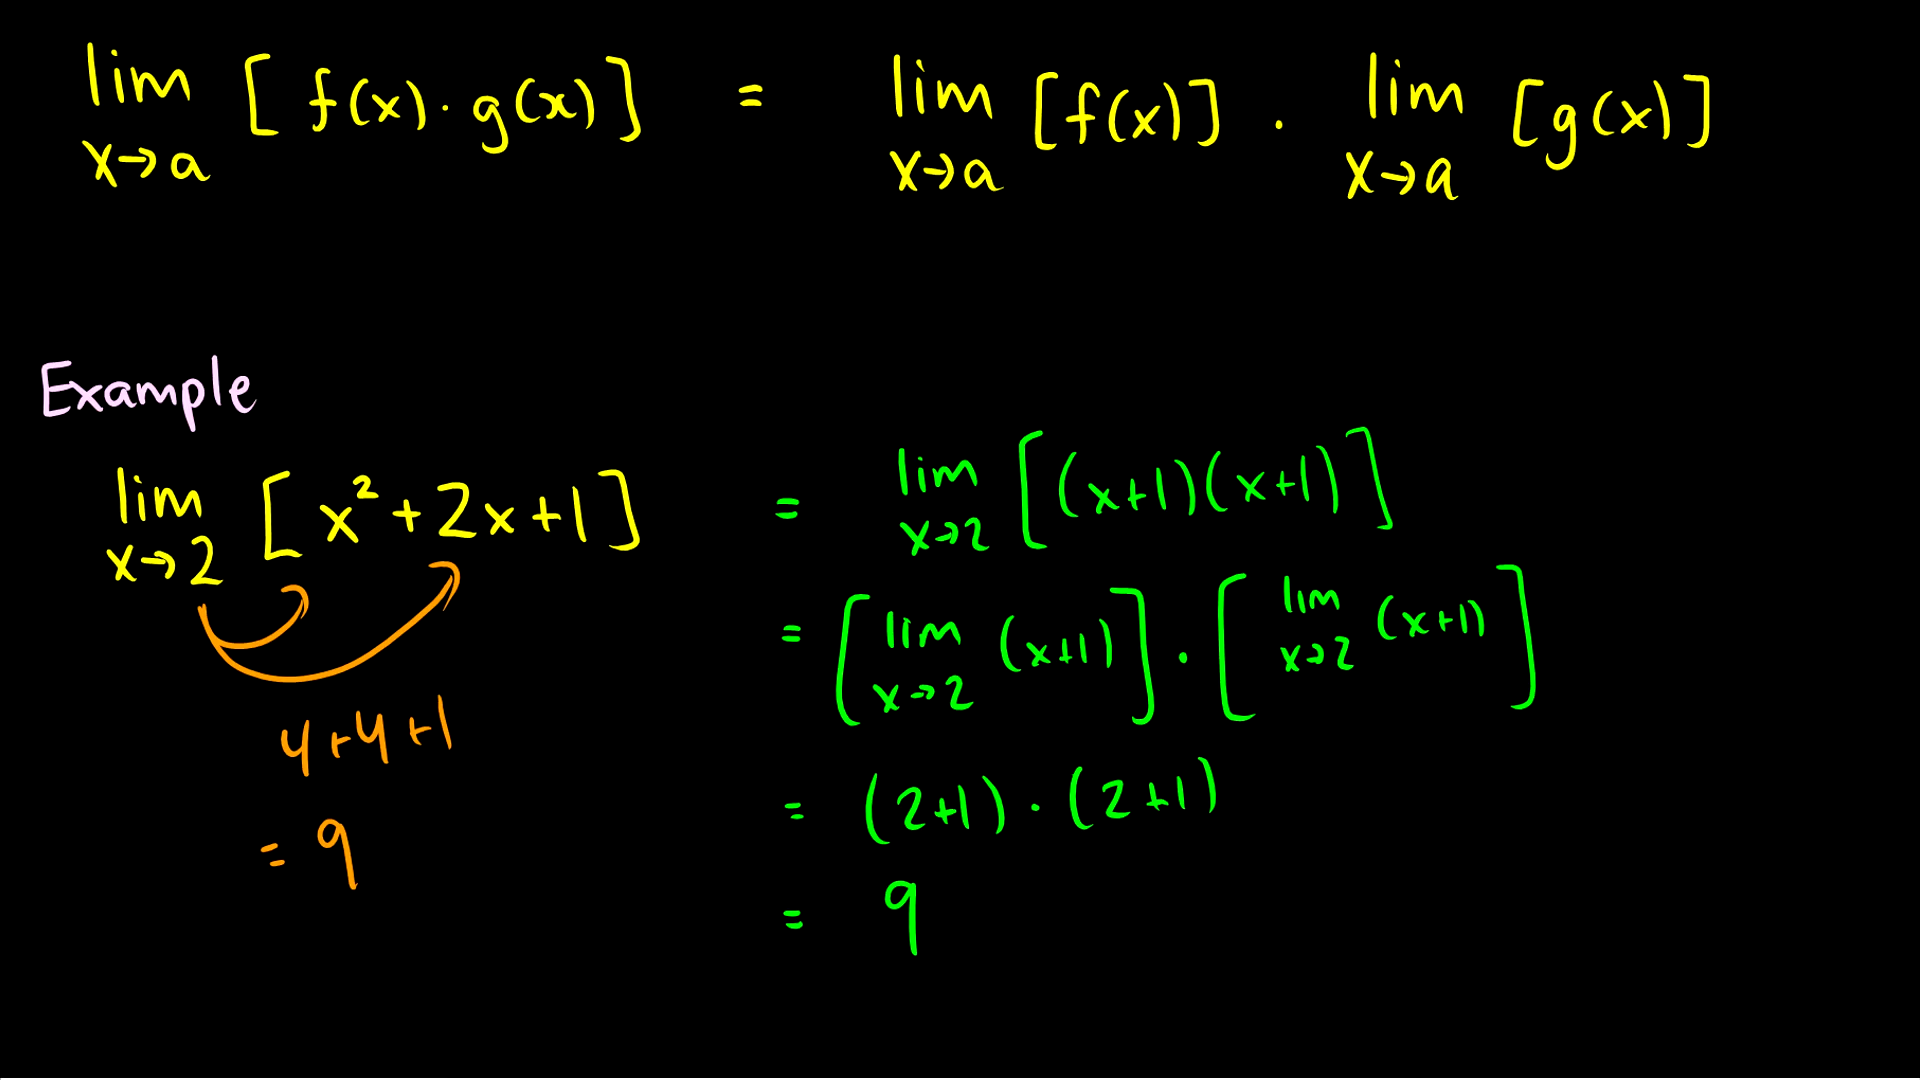 lim x→a [f(x)·g(x)] = lim x→a [f(x)] · lim x→a [g(x)]
Example
lim x→2 [x²+2x+1] = lim x→2 [(x+1)(x+1)]
= [lim x→2 (x+1)] · [lim x→2 (x+1)]
4+4+1
= (2+1)·(2+1)
= 9
= 9